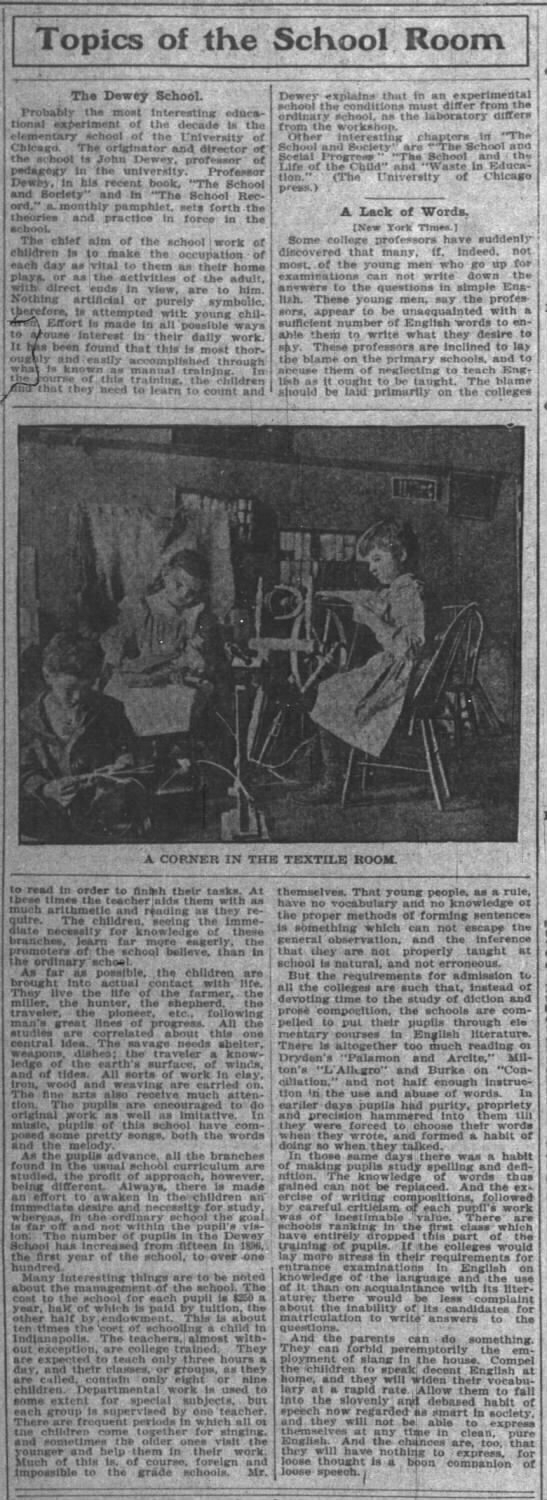 Topics of the School Room
The Dewey School.
Probably the most interesting educa-
tional experiment of the decade is the
elementary school of the University of
Chicago. The originator and director of
the school is John Dewey, professor of
pedagogy in the university. Professor
Dewey, in his recent book, "The School
and Society" and in "The School Rec-
ord," a monthly pamphlet, sets forth the
theories and practice in force in the
school.
The chief aim of the school work of
children is to make the occupation of
each day as vital to them as their home
plays, or as the activities of the adult,
with direct ends in view, are to him.
Nothing artificial or purely symbolic,
therefore, is attempted with young chil-
Effort is made in all possible ways
to arouse interest in their daily work.
It has been found that this is most thor-
oughly and easily accomplished through
what is known as manual training. In
the course of this training, the children
find that they need to learn to count and
Dewey explains that in an experimental
school the conditions must differ from the
ordinary school, as the laboratory differs
from the workshop.
Other interesting chapters in "The
School and Society" are "The School and
Social Progress" "The School and the
Life of the Child" and "Waste in Educa-
tion." (The University of Chicago
press.)
A Lack of Words.
[New York Times.]
Some college professors have suddenly
discovered that many, if, indeed, not
most, of the young men who go up for
examinations can not write down the
answers to the questions in simple Eng-
lish. These young men, say the profes-
sors, appear to be unacquainted with a
sufficient number of English words to en-
able them to write what they desire to
say. These professors are inclined to lay
the blame on the primary schools, and to
accuse them of neglecting to teach Eng-
lish as it ought to be taught. The blame
should be laid primarily on the colleges
A CORNER IN THE TEXTILE ROOM.
to read in order to finish their tasks. At
these times the teacher aids them with as
much arithmetic and reading as they re-
quire. The children, seeing the imme-
diate necessity for knowledge of these
branches, learn far more eagerly, the
promoters of the school believe, than in
the ordinary school.
As far as possible, the children are
brought into actual contact with life.
They live the life of the farmer, the
miller, the hunter, the shepherd, the
traveler, the pioneer, etc., following
man's great lines of progress. All the
studies are correlated about this one
central idea. The savage needs shelter,
weapons, dishes; the traveler a know-
ledge of the earth's surface, of winds,
and of tides. All sorts of work in clay,
iron, wood and weaving are carried on.
The fine arts also receive much atten-
tion. The pupils are encouraged to do
original work as well as imitative. In
music, pupils of this school have com-
posed some pretty songs, both the words
and the melody.
As the pupils advance, all the branches
found in the usual school curriculum are
studied, the profit of approach, however,
being different. Always, there is made
an effort to awaken in the children an
immediate desire and necessity for study,
whereas, in the ordinary school the goal
is far off and not within the pupil's vis-
ion. The number of pupils in the Dewey
School has increased from fifteen in 1896,
the first year of the school, to over one
hundred.
Many interesting things are to be noted
about the management of the school. The
cost to the school for each pupil is $250 a
year, half of which is paid by tuition, the
other half by endowment. This is about
ten times the cost of schooling a child in
Indianapolis. The teachers, almost with-
out exception, are college trained. They
are expected to teach only three hours a
day, and their classes, or groups, as they
are called, contain only eight or nine
children. Departmental work is used to
some extent for special subjects, but
each group is supervised by one teacher.
There are frequent periods in which all of
the children come together for singing,
and sometimes the older ones visit the
younger and help them in their work.
Much of this is, of course, foreign and
impossible to the grade schools. Mr.
themselves. That young people, as a rule,
have no vocabulary and no knowledge of
the proper methods of forming sentences
is something which can not escape the
general observation, and the inference
that they are not properly taught at
school is natural, and not erroneous.
But the requirements for admission to
all the colleges are such that, instead of
devoting time to the study of diction and
prose composition, the schools are com-
pelled to put their pupils through ele
mentary courses in English literature.
There is altogether too much reading of
Dryden's "Palamon and Arcite," Mil-
ton's "L'Allegro" and Burke on "Con-
ciliation," and not half enough instruc-
tion in the use and abuse of words. In
earlier days pupils had purity, propriety
and precision hammered into them till
they were forced to choose their words
when they wrote, and formed a habit of
doing so when they talked.
In those same days there was a habit
of making pupils study spelling and defi-
nition. The knowledge of words thus
gained can not be replaced. And the ex-
ercise of writing compositions, followed
by careful criticism of each pupil's work
was of inestimable value. There are
schools ranking in the first class which
have entirely dropped this part of the
training of pupils. If the colleges would
lay more stress in their requirements for
entrance examinations in English on
knowledge of the language and the use
of it than on acquaintance with its liter-
ature, there would be less complaint
about the inability of its candidates for
matriculation to write answers to the
questions.
And the parents can do something.
They can forbid peremptorily the em-
ployment of slang in the house. Compel
the children to speak decent English at
home, and they will widen their vocabu-
lary at a rapid rate. Allow them to fall
into the slovenly and debased habit of
speech now regarded as smart in society,
and they will not be able to express
themselves at any time in clean, pure
English. And the chances are, too, that
they will have nothing to express, for
loose thought is a boon companion of
loose speech.